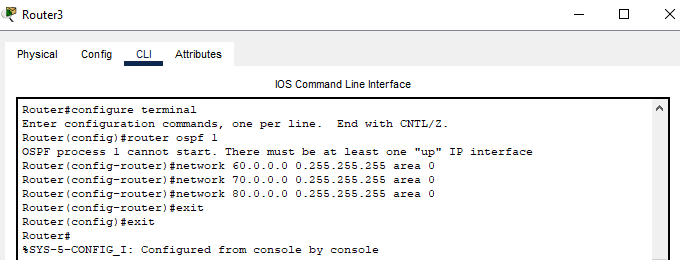 Router3
Physical Config CLI Attributes
IOS Command Line Interface
Router#configure terminal
Enter configuration commands, one per line.  End with CNTL/Z.
Router(config)#router ospf 1
OSPF process 1 cannot start. There must be at least one "up" IP interface
Router(config-router)#network 60.0.0.0 0.255.255.255 area 0
Router(config-router)#network 70.0.0.0 0.255.255.255 area 0
Router(config-router)#network 80.0.0.0 0.255.255.255 area 0
Router(config-router)#exit
Router(config)#exit
Router#
%SYS-5-CONFIG_I: Configured from console by console